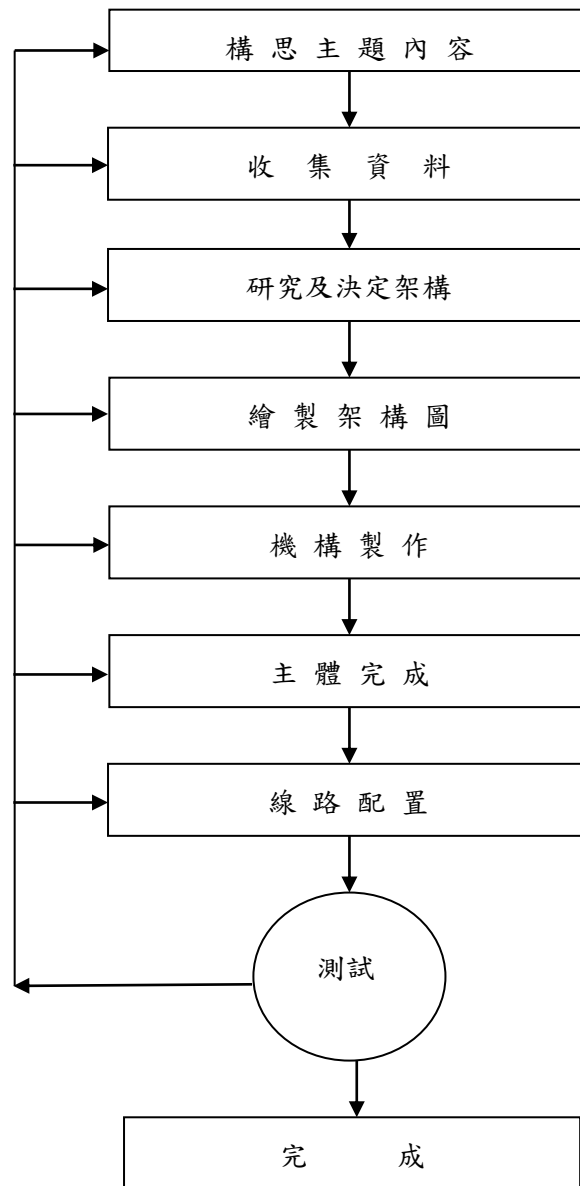 構思主題內容
收集資料
研究及決定架構
繪製架構圖
機構製作
主體完成
線路配置
測試
完成